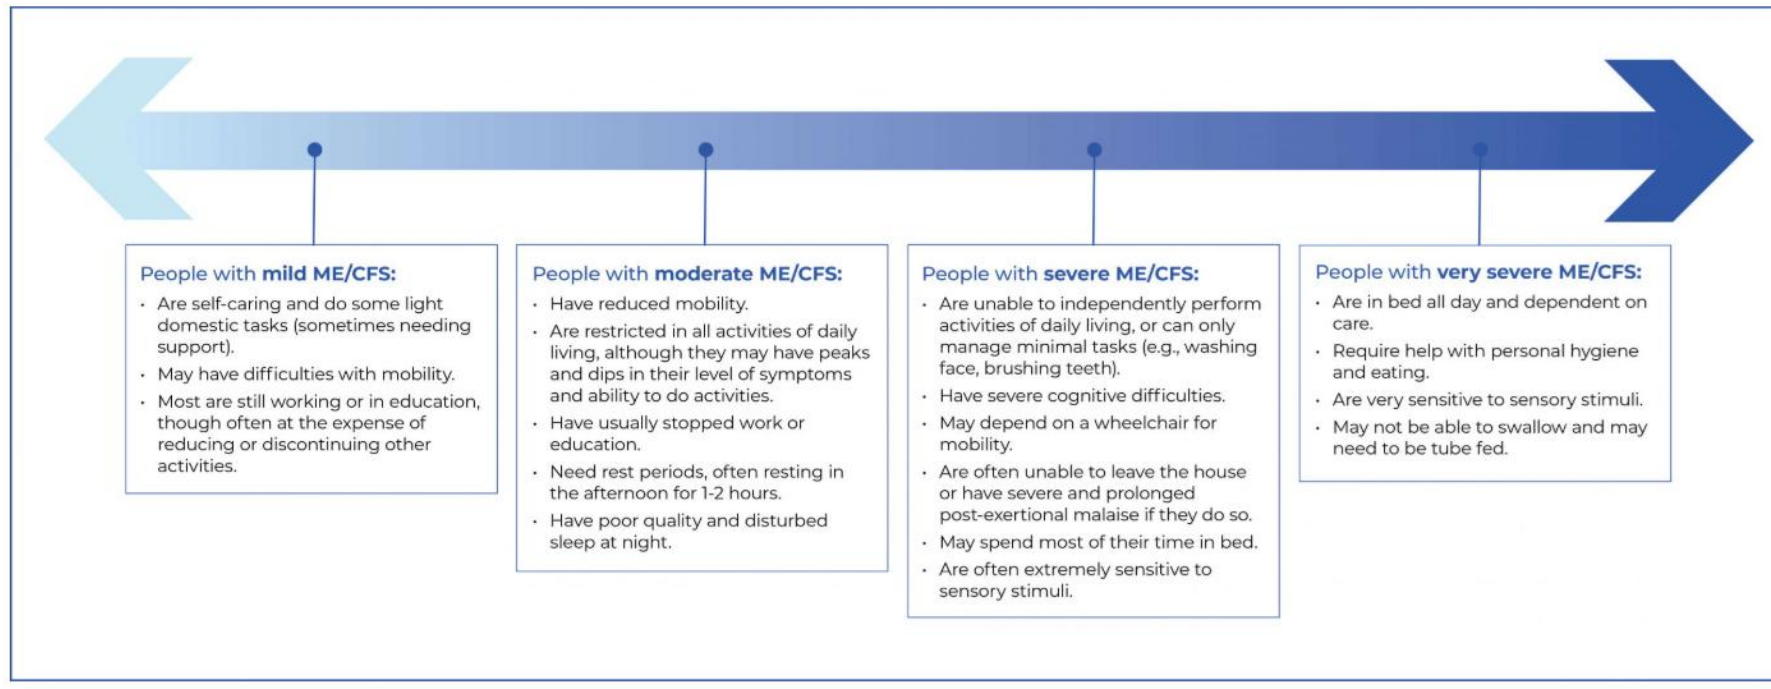 People with mild ME/CFS:
· Are self-caring and do some light
domestic tasks (sometimes needing
support).
· May have difficulties with mobility.
· Most are still working or in education,
though often at the expense of
reducing or discontinuing other
activities.
People with moderate ME/CFS:
· Have reduced mobility.
· Are restricted in all activities of daily
living, although they may have peaks
and dips in their level of symptoms
and ability to do activities.
· Have usually stopped work or
education.
· Need rest periods, often resting in
the afternoon for 1-2 hours.
· Have poor quality and disturbed
sleep at night.
People with severe ME/CFS:
· Are unable to independently perform
activities of daily living, or can only
manage minimal tasks (e.g., washing
face, brushing teeth).
· Have severe cognitive difficulties.
· May depend on a wheelchair for
mobility.
· Are often unable to leave the house
or have severe and prolonged
post-exertional malaise if they do so.
· May spend most of their time in bed.
· Are often extremely sensitive to
sensory stimuli.
People with very severe ME/CFS:
· Are in bed all day and dependent on
care.
· Require help with personal hygiene
and eating.
· Are very sensitive to sensory stimuli.
· May not be able to swallow and may
need to be tube fed.